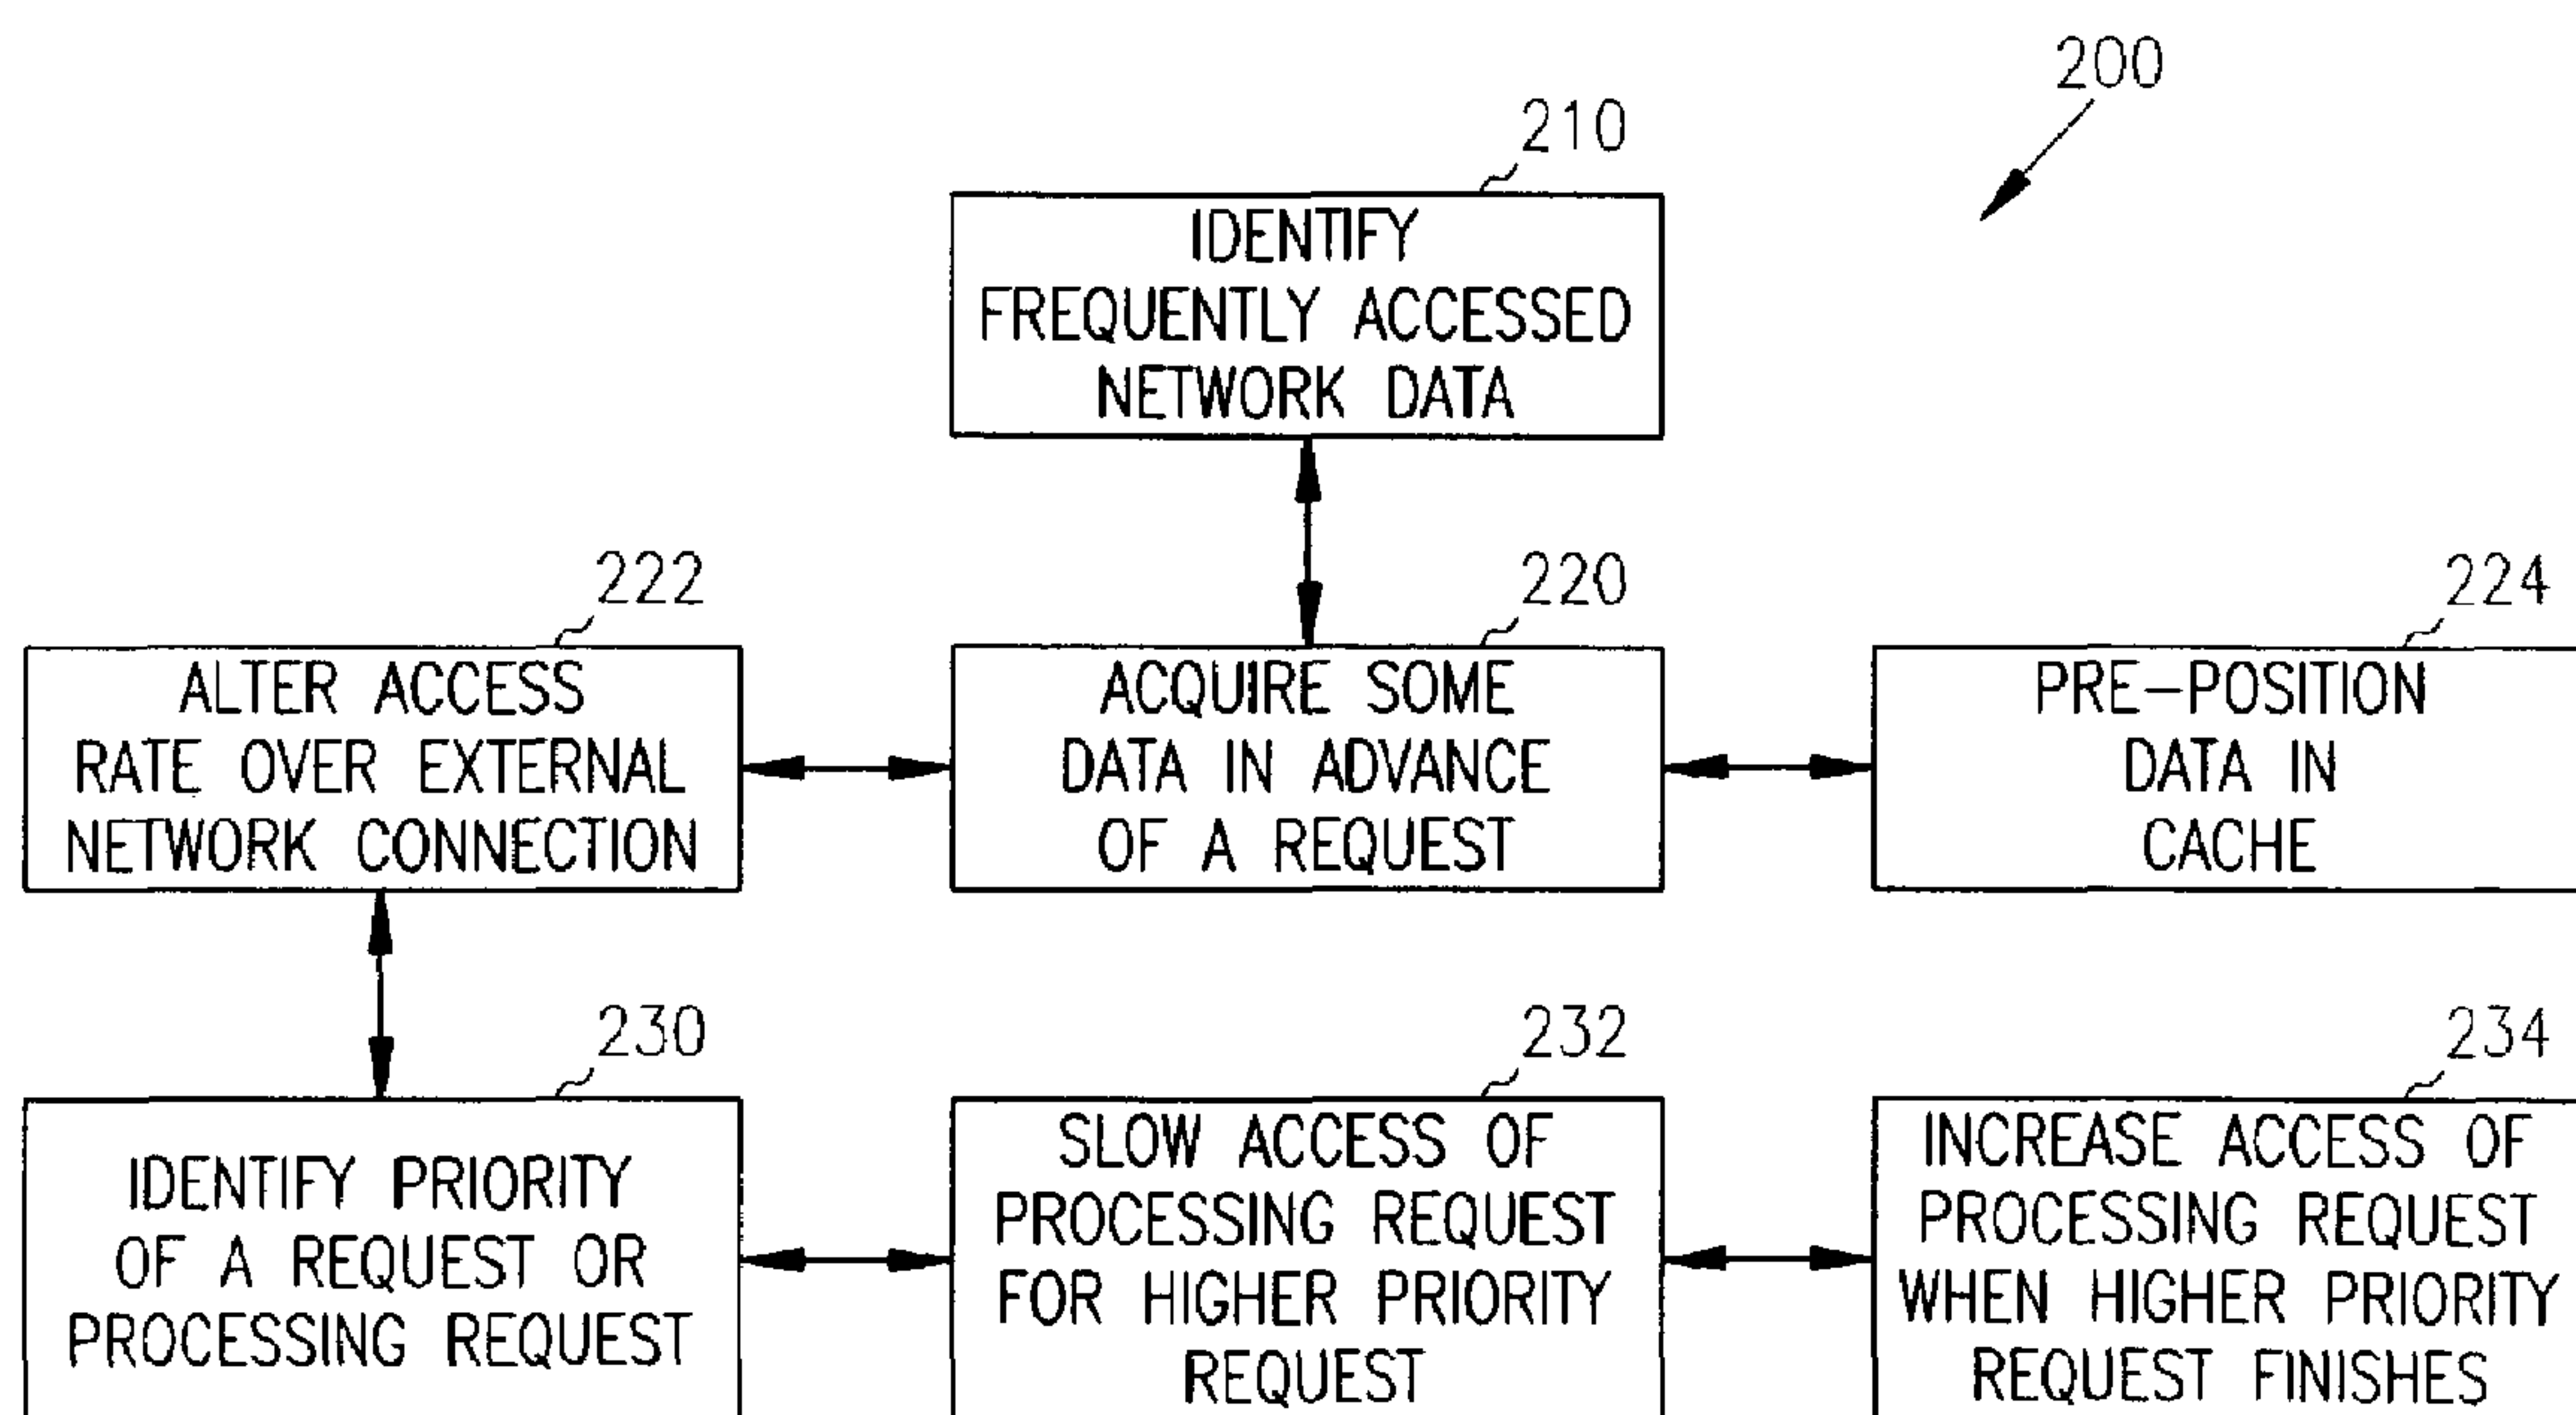 200
210
IDENTIFY
FREQUENTLY ACCESSED
NETWORK DATA
222
ALTER ACCESS
RATE OVER EXTERNAL
NETWORK CONNECTION
220
ACQUIRE SOME
DATA IN ADVANCE
OF A REQUEST
224
PRE-POSITION
DATA IN
CACHE
230
IDENTIFY PRIORITY
OF A REQUEST OR
PROCESSING REQUEST
232
SLOW ACCESS OF
PROCESSING REQUEST
FOR HIGHER PRIORITY
REQUEST
234
INCREASE ACCESS OF
PROCESSING REQUEST
WHEN HIGHER PRIORITY
REQUEST FINISHES